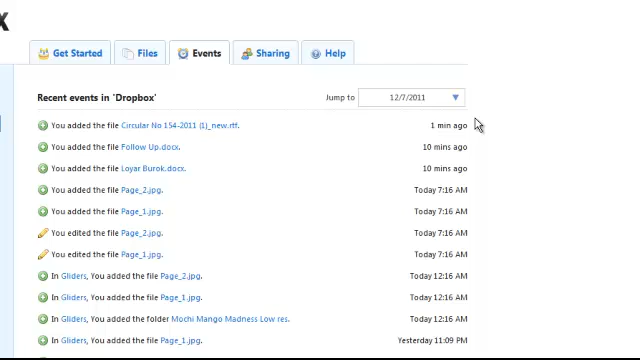 x
Get Started Files Events Sharing Help
Recent events in 'Dropbox' Jump to 12/7/2011
You added the file Circular No 154-2011 (1)_new.rtf. 1 min ago
You added the file Follow Up.docx. 10 mins ago
You added the file Loyar Burok.docx. 10 mins ago
You added the file Page_2.jpg. Today 7:16 AM
You added the file Page_1.jpg. Today 7:16 AM
You edited the file Page_2.jpg. Today 7:16 AM
You edited the file Page_1.jpg. Today 7:16 AM
In Gliders, You added the file Page_2.jpg. Today 12:16 AM
In Gliders, You added the file Page_1.jpg. Today 12:16 AM
In Gliders, You added the folder Mochi Mango Madness Low res. Today 12:16 AM
In Gliders, You added the file Page_1.jpg. Yesterday 11:09 PM